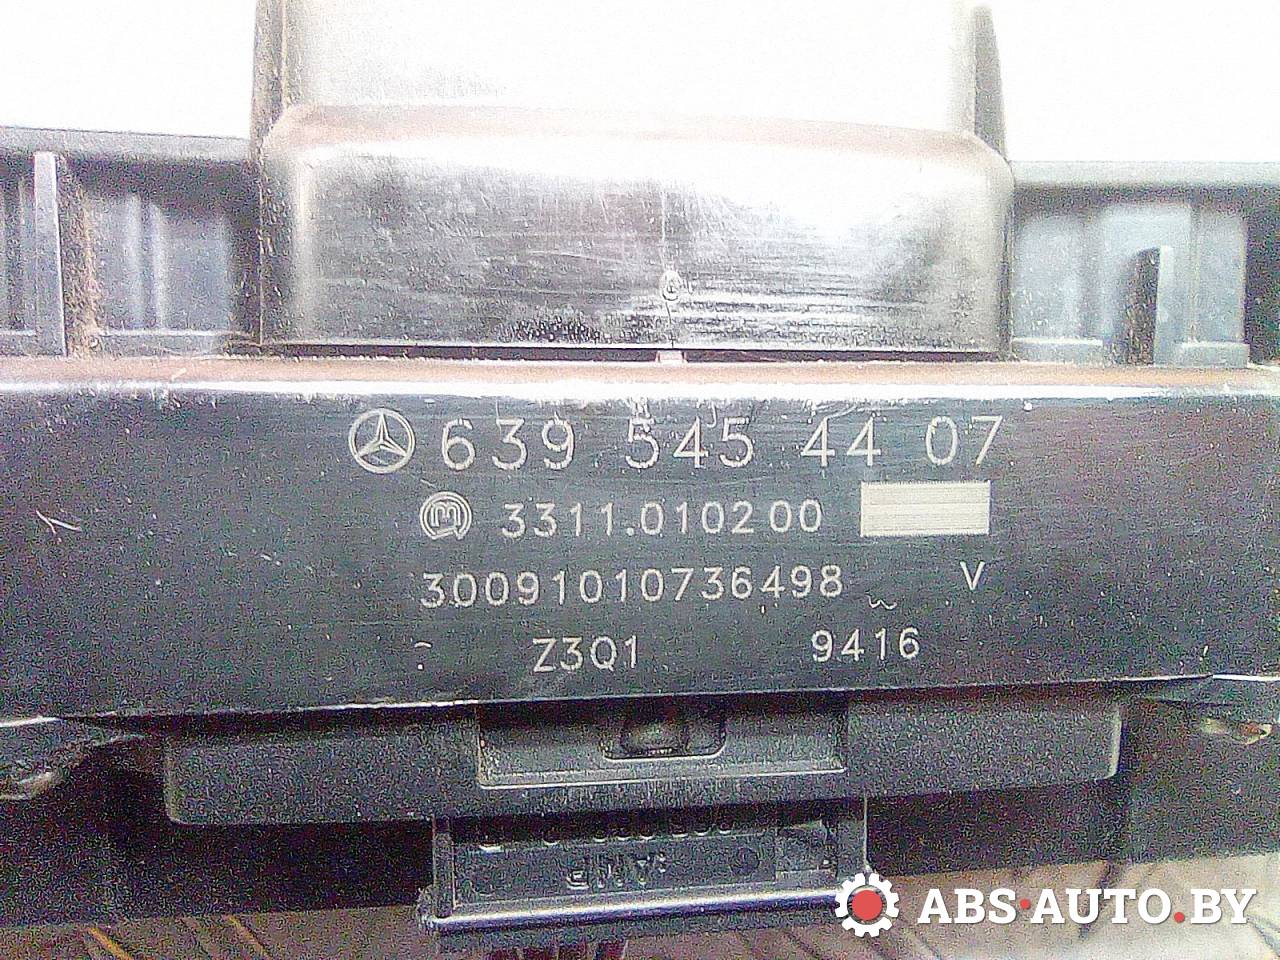 639 545 44 07
3311.010200
30091010736498 V
Z3Q1 9416
AMP
ABS·AUTO.BY